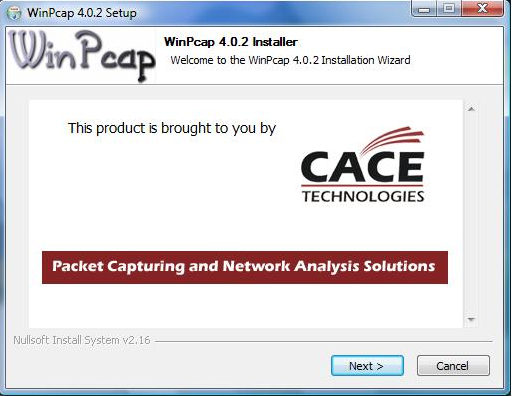 WinPcap 4.0.2 Setup
WinPcap
WinPcap 4.0.2 Installer
Welcome to the WinPcap 4.0.2 Installation Wizard
This product is brought to you by
CACE
TECHNOLOGIES
Packet Capturing and Network Analysis Solutions
Nullsoft Install System v2.16
Next >
Cancel